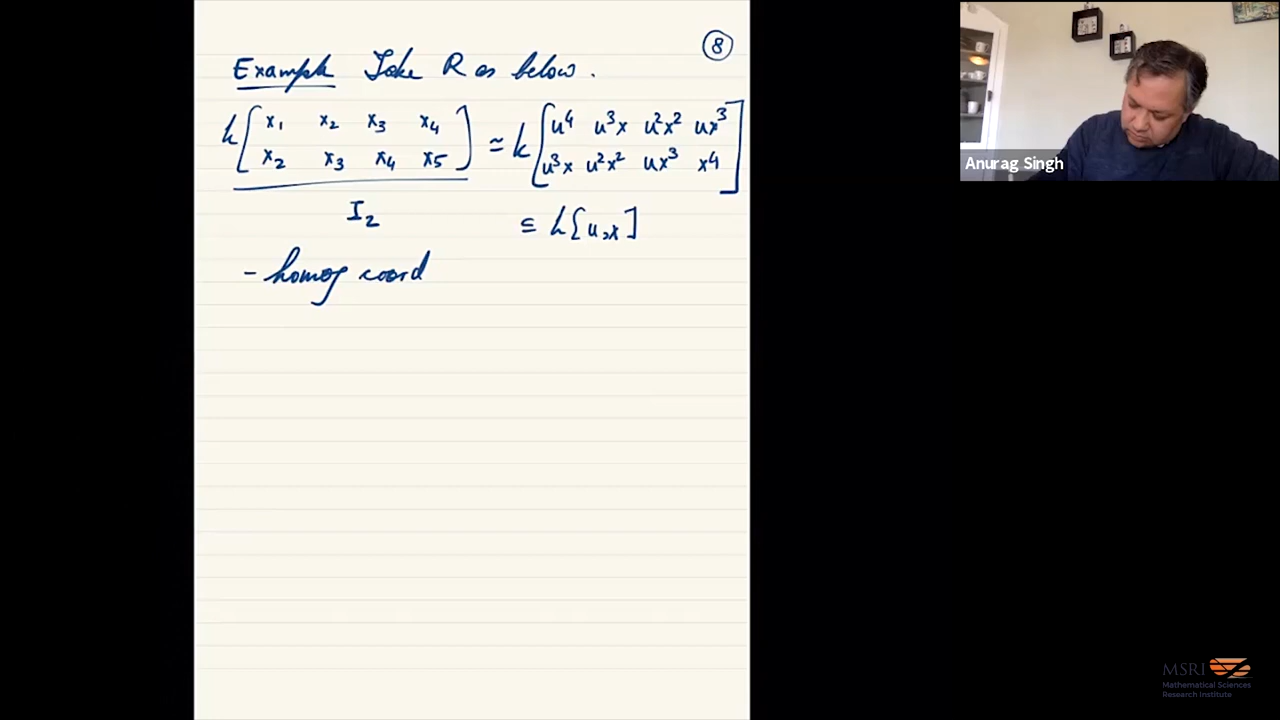 ⑧
Example Take R as below.
k[x₁ x₂ x₃ x₄ ≃ k[u⁴ u³x u²x² ux³
x₂ x₃ x₄ x₅] u³x u²x² ux³ x⁴]
I₂ ⊆ k[u,x]
- homog coord
Anurag Singh
MSRI
Mathematical Sciences
Research Institute